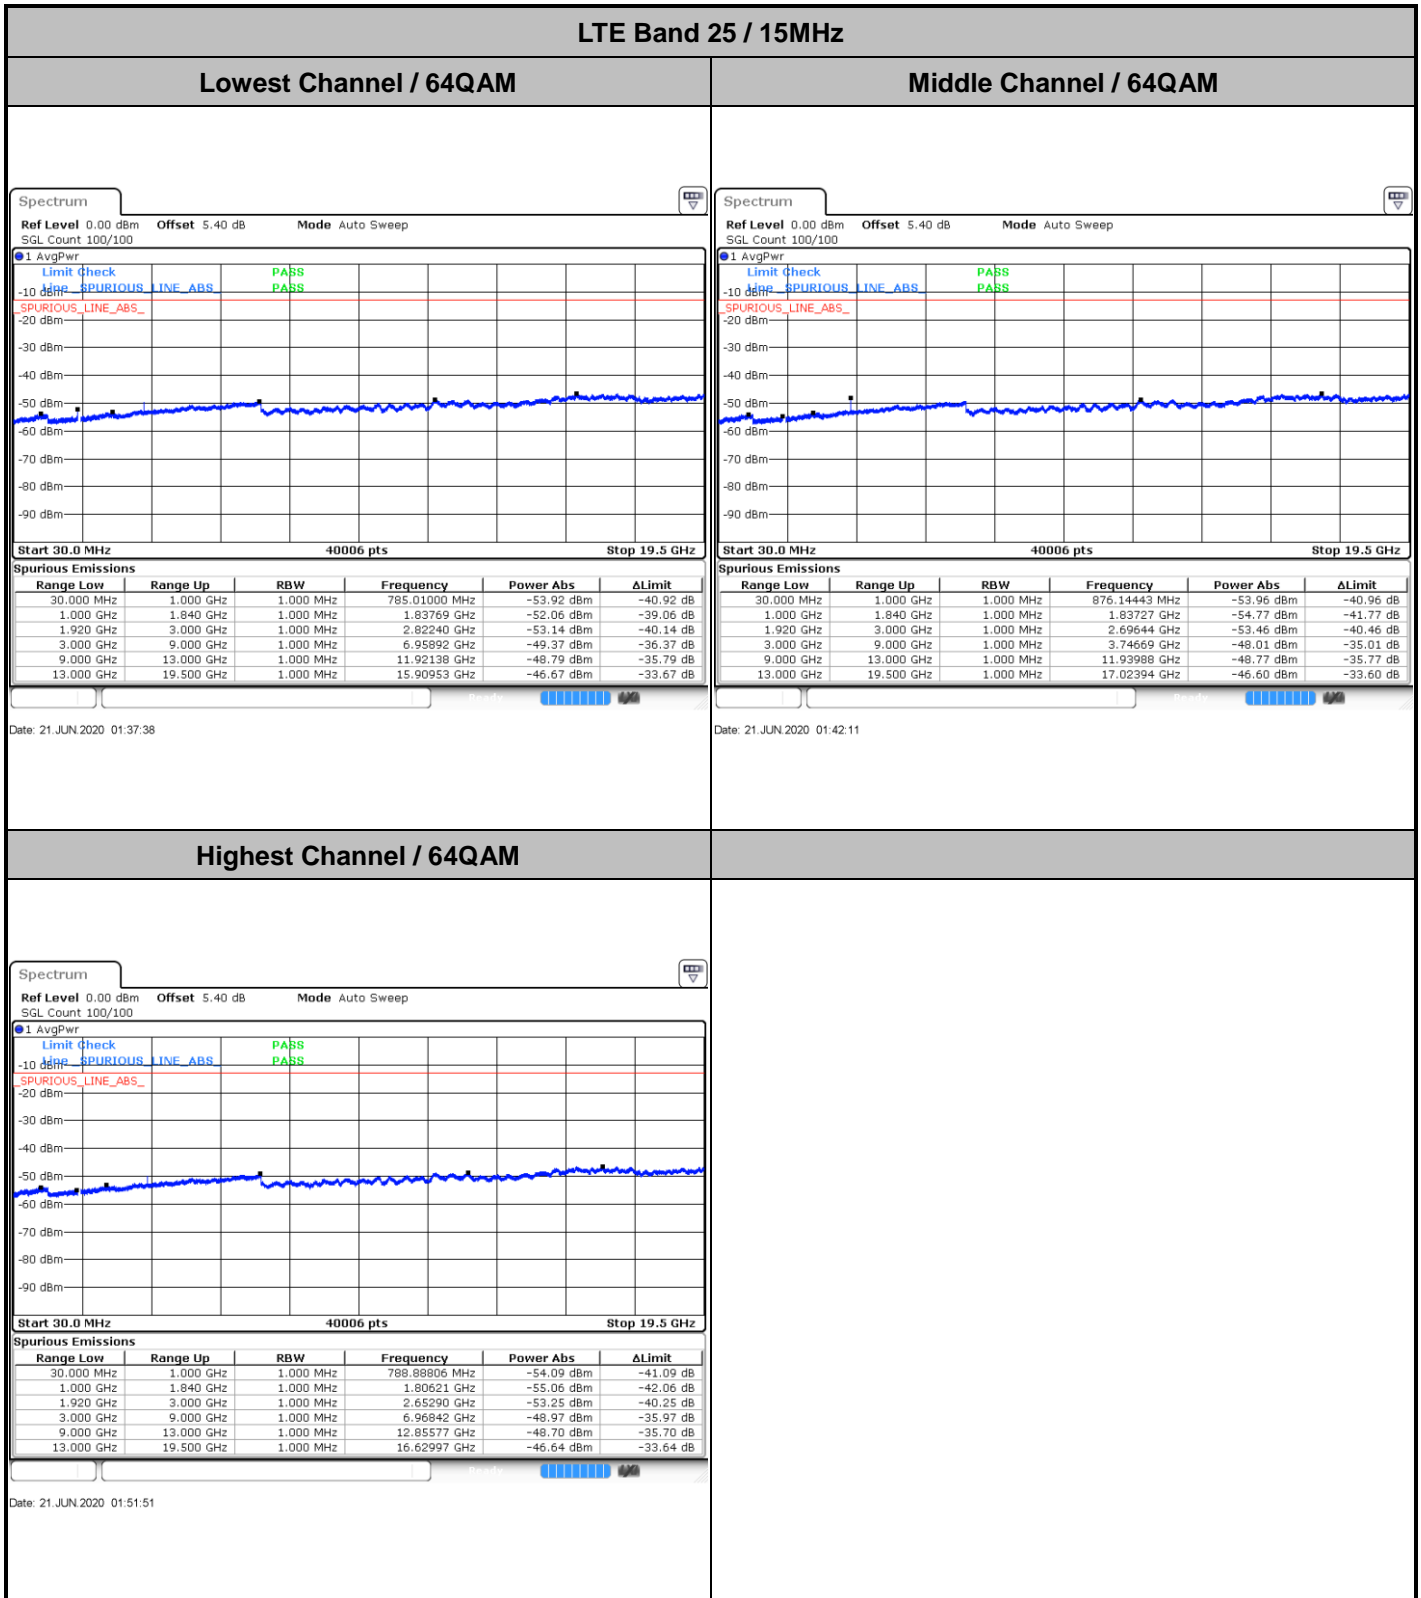 LTE Band 25 / 15MHz
Lowest Channel / 64QAM
Middle Channel / 64QAM
Spectrum
Ref Level 0.00 dBm Offset 5.40 dB Mode Auto Sweep
SGL Count 100/100
1 AvgPwr
Limit Check PASS
Line _SPURIOUS_LINE_ABS_ PASS
-10 dBm
_SPURIOUS_LINE_ABS_
-20 dBm
-30 dBm
-40 dBm
-50 dBm
-60 dBm
-70 dBm
-80 dBm
-90 dBm
Start 30.0 MHz 40006 pts Stop 19.5 GHz
Spurious Emissions
Range Low Range Up RBW Frequency Power Abs ΔLimit
30.000 MHz 1.000 GHz 1.000 MHz 785.01000 MHz -53.92 dBm -40.92 dB
1.000 GHz 1.840 GHz 1.000 MHz 1.83769 GHz -52.06 dBm -39.06 dB
1.920 GHz 3.000 GHz 1.000 MHz 2.82240 GHz -53.14 dBm -40.14 dB
3.000 GHz 9.000 GHz 1.000 MHz 6.95892 GHz -49.37 dBm -36.37 dB
9.000 GHz 13.000 GHz 1.000 MHz 11.92138 GHz -48.79 dBm -35.79 dB
13.000 GHz 19.500 GHz 1.000 MHz 15.90953 GHz -46.67 dBm -33.67 dB
Date: 21.JUN.2020 01:37:38
Spectrum
Ref Level 0.00 dBm Offset 5.40 dB Mode Auto Sweep
SGL Count 100/100
1 AvgPwr
Limit Check PASS
Line _SPURIOUS_LINE_ABS_ PASS
-10 dBm
_SPURIOUS_LINE_ABS_
-20 dBm
-30 dBm
-40 dBm
-50 dBm
-60 dBm
-70 dBm
-80 dBm
-90 dBm
Start 30.0 MHz 40006 pts Stop 19.5 GHz
Spurious Emissions
Range Low Range Up RBW Frequency Power Abs ΔLimit
30.000 MHz 1.000 GHz 1.000 MHz 876.14443 MHz -53.96 dBm -40.96 dB
1.000 GHz 1.840 GHz 1.000 MHz 1.83727 GHz -54.77 dBm -41.77 dB
1.920 GHz 3.000 GHz 1.000 MHz 2.69644 GHz -53.46 dBm -40.46 dB
3.000 GHz 9.000 GHz 1.000 MHz 3.74669 GHz -48.01 dBm -35.01 dB
9.000 GHz 13.000 GHz 1.000 MHz 11.93988 GHz -48.77 dBm -35.77 dB
13.000 GHz 19.500 GHz 1.000 MHz 17.02394 GHz -46.60 dBm -33.60 dB
Date: 21.JUN.2020 01:42:11
Highest Channel / 64QAM
Spectrum
Ref Level 0.00 dBm Offset 5.40 dB Mode Auto Sweep
SGL Count 100/100
1 AvgPwr
Limit Check PASS
Line _SPURIOUS_LINE_ABS_ PASS
-10 dBm
_SPURIOUS_LINE_ABS_
-20 dBm
-30 dBm
-40 dBm
-50 dBm
-60 dBm
-70 dBm
-80 dBm
-90 dBm
Start 30.0 MHz 40006 pts Stop 19.5 GHz
Spurious Emissions
Range Low Range Up RBW Frequency Power Abs ΔLimit
30.000 MHz 1.000 GHz 1.000 MHz 788.88806 MHz -54.09 dBm -41.09 dB
1.000 GHz 1.840 GHz 1.000 MHz 1.80621 GHz -55.06 dBm -42.06 dB
1.920 GHz 3.000 GHz 1.000 MHz 2.65290 GHz -53.25 dBm -40.25 dB
3.000 GHz 9.000 GHz 1.000 MHz 6.96842 GHz -48.97 dBm -35.97 dB
9.000 GHz 13.000 GHz 1.000 MHz 12.85577 GHz -48.70 dBm -35.70 dB
13.000 GHz 19.500 GHz 1.000 MHz 16.62997 GHz -46.64 dBm -33.64 dB
Date: 21.JUN.2020 01:51:51